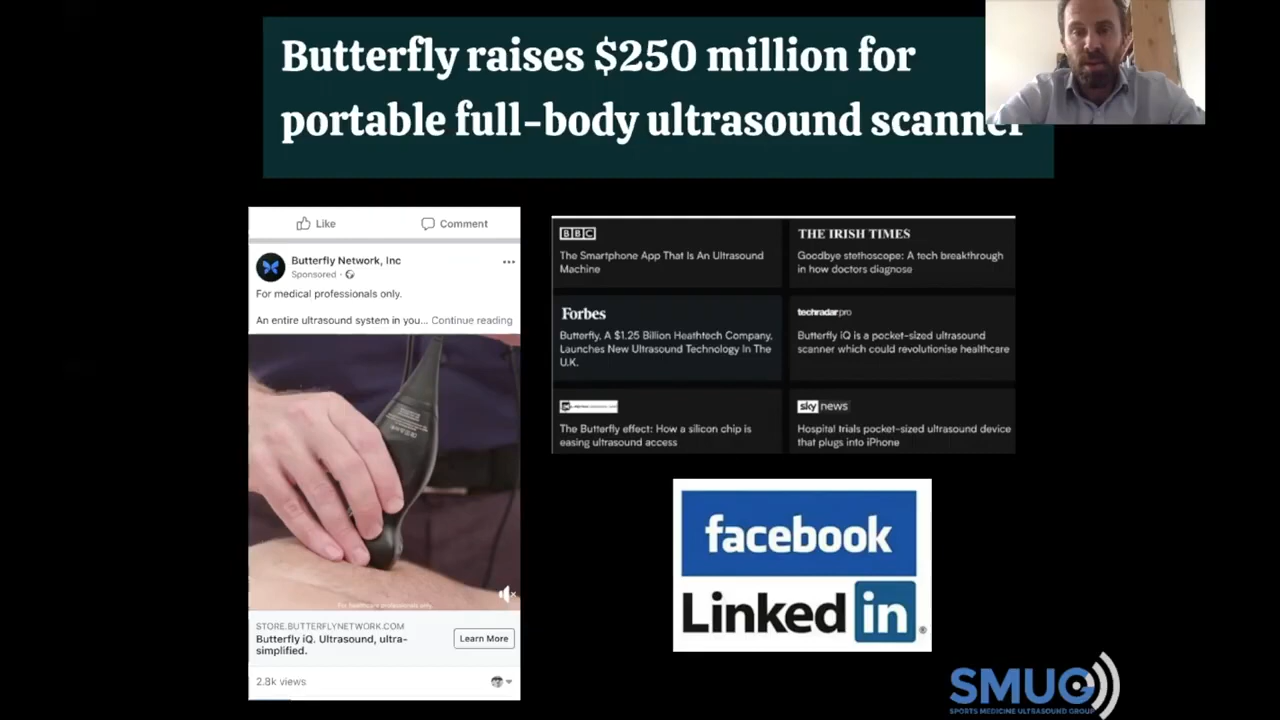 Butterfly raises $250 million for
portable full-body ultrasound scanner
Like
Comment
Butterfly Network, Inc
Sponsored ·
For medical professionals only.
An entire ultrasound system in you... Continue reading
For healthcare professionals only.
STORE.BUTTERFLYNETWORK.COM
Butterfly iQ. Ultrasound, ultra-
simplified.
Learn More
2.8k views
BBC
The Smartphone App That Is An Ultrasound
Machine
THE IRISH TIMES
Goodbye stethoscope: A tech breakthrough
in how doctors diagnose
Forbes
Butterfly, A $1.25 Billion Heathtech Company,
Launches New Ultrasound Technology In The
U.K.
techradar pro
Butterfly iQ is a pocket-sized ultrasound
scanner which could revolutionise healthcare
The Butterfly effect: How a silicon chip is
easing ultrasound access
sky news
Hospital trials pocket-sized ultrasound device
that plugs into iPhone
facebook
Linked in ®
SMUG
SPORTS MEDICINE ULTRASOUND GROUP